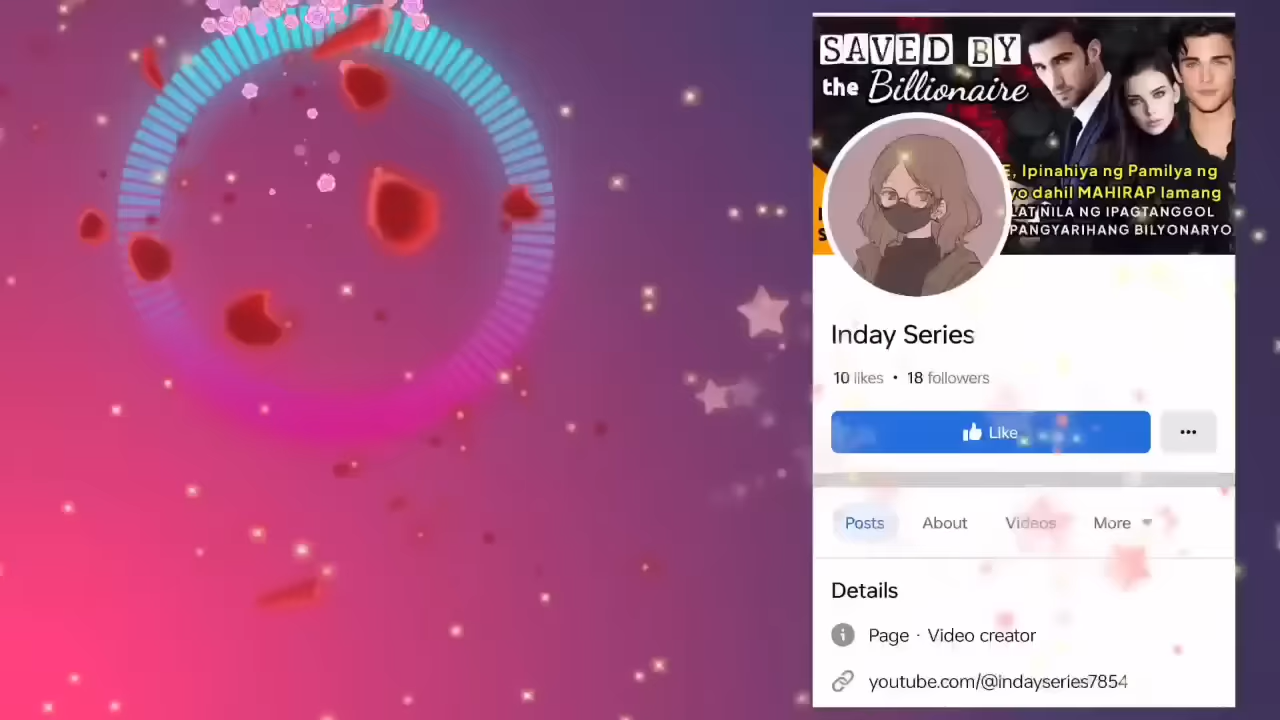 SAVED BY
the Billionaire
E, Ipinahiya ng Pamilya ng
yo dahil MAHIRAP lamang
LAT NILA NG IPAGTANGGOL
PANGYARIHANG BILYONARYO
Inday Series
10 likes • 18 followers
Like
Posts About Videos More
Details
Page · Video creator
youtube.com/@indayseries7854